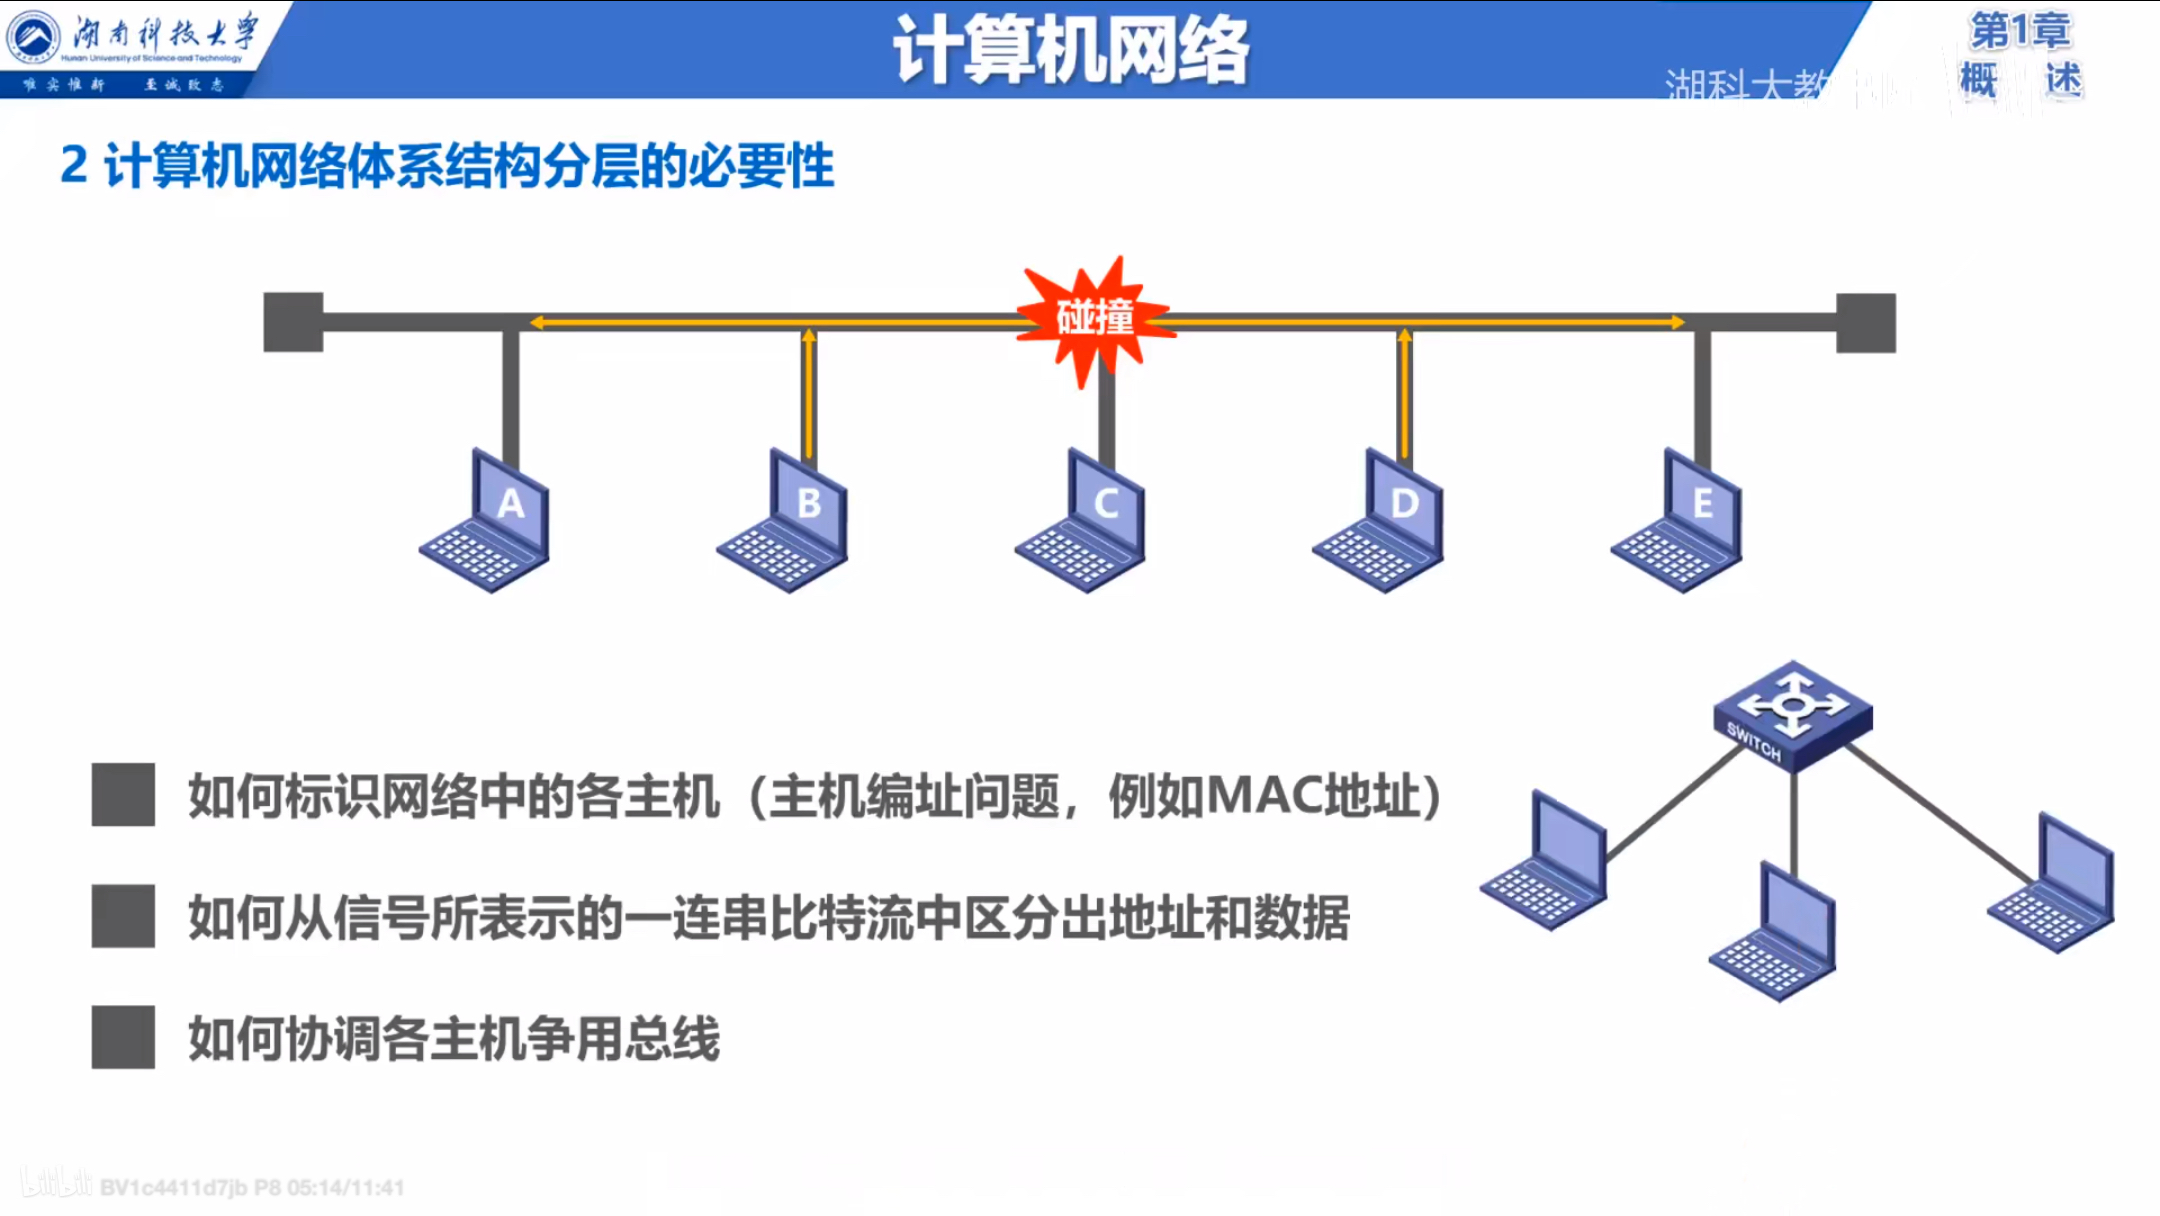 湖南科技大学
Hunan University of Science and Technology
唯实惟新 至诚致志
计算机网络
第1章
概 述
湖科大教
2 计算机网络体系结构分层的必要性
碰撞
A B C D E
SWITCH
如何标识网络中的各主机（主机编址问题，例如MAC地址）
如何从信号所表示的一连串比特流中区分出地址和数据
如何协调各主机争用总线
bilibili BV1c4411d7jb P8 05:14/11:41